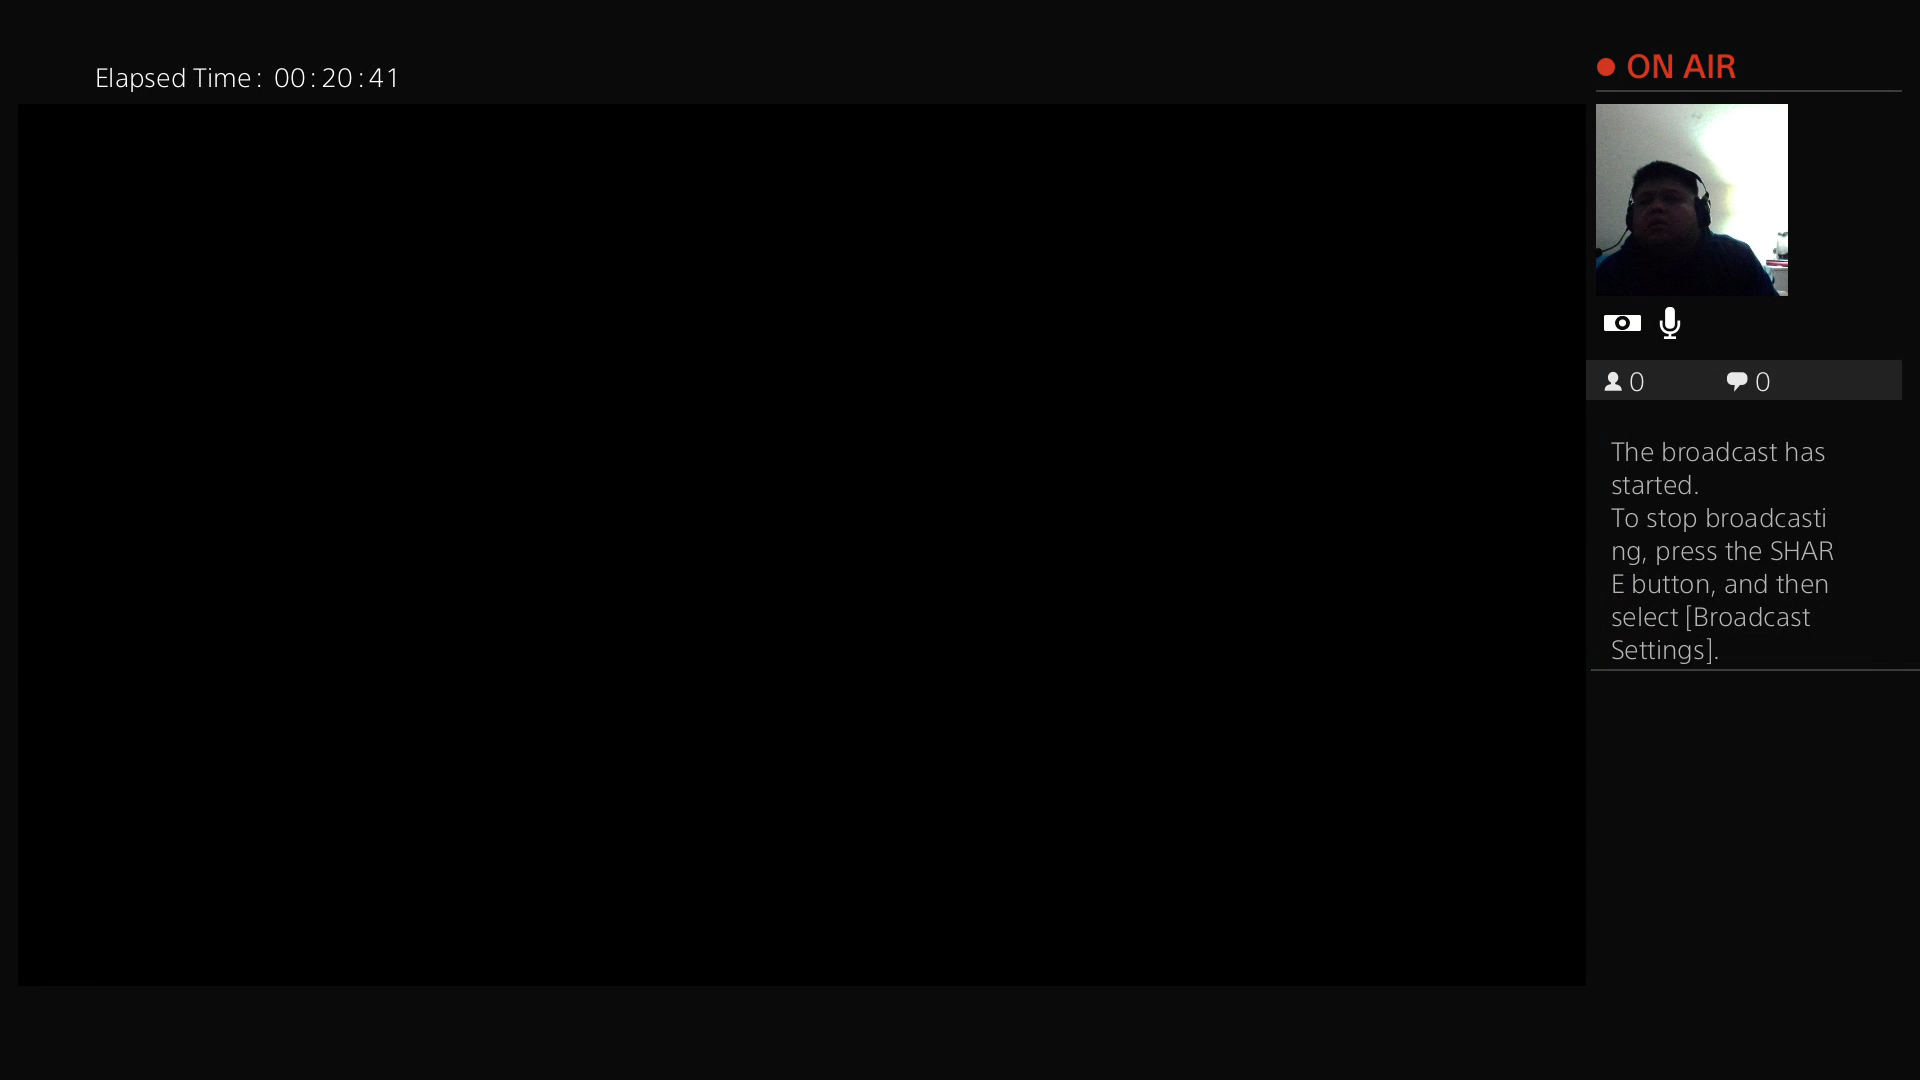 Elapsed Time: 00:20:41
ON AIR
0 0
The broadcast has
started.
To stop broadcasti
ng, press the SHAR
E button, and then
select [Broadcast
Settings].